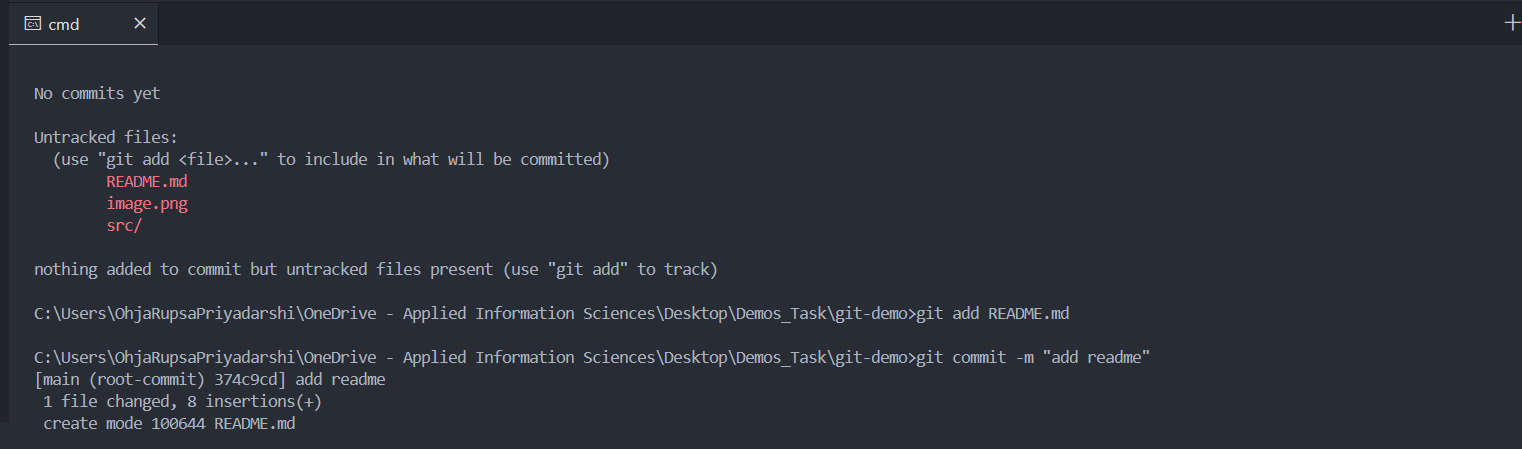 cmd
No commits yet
Untracked files:
(use "git add <file>..." to include in what will be committed)
README.md
image.png
src/
nothing added to commit but untracked files present (use "git add" to track)
C:\Users\OhjaRupsaPriyadarshi\OneDrive - Applied Information Sciences\Desktop\Demos_Task\git-demo>git add README.md
C:\Users\OhjaRupsaPriyadarshi\OneDrive - Applied Information Sciences\Desktop\Demos_Task\git-demo>git commit -m "add readme"
[main (root-commit) 374c9cd] add readme
1 file changed, 8 insertions(+)
create mode 100644 README.md